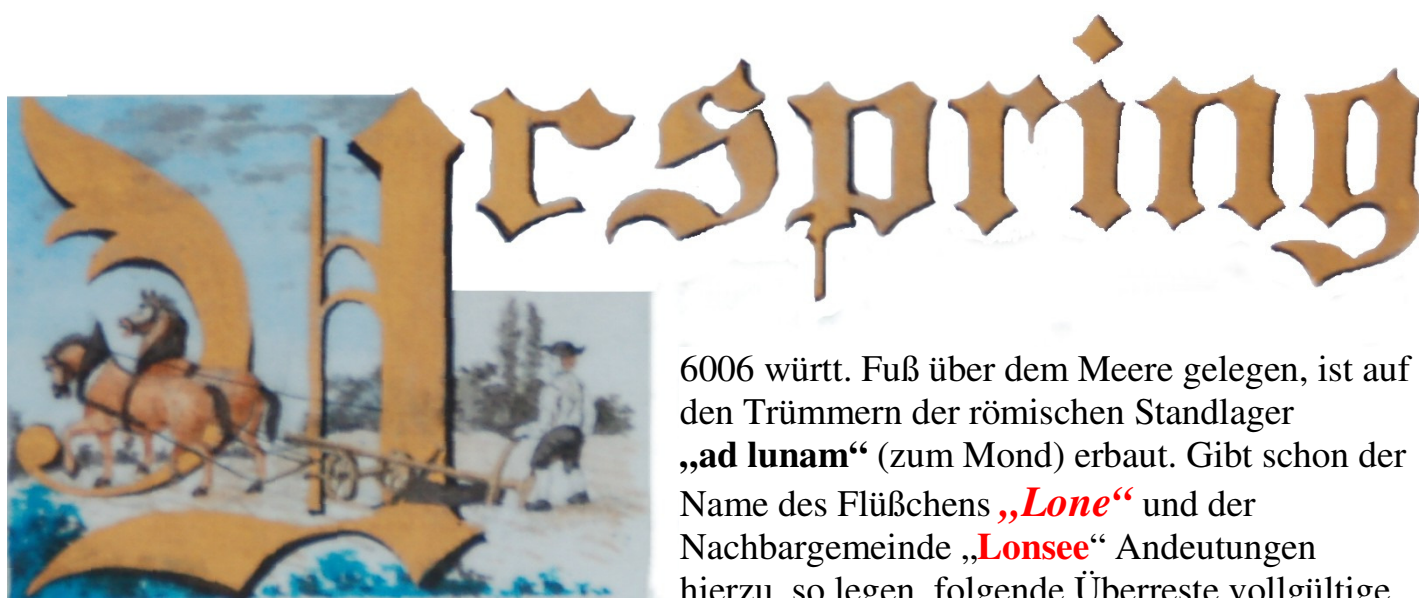 Urspring
6006 württ. Fuß über dem Meere gelegen, ist auf
den Trümmern der römischen Standlager
„ad lunam“ (zum Mond) erbaut. Gibt schon der
Name des Flüßchens „Lone“ und der
Nachbargemeinde „Lonsee“ Andeutungen
hierzu, so legen folgende Überreste vollgültige